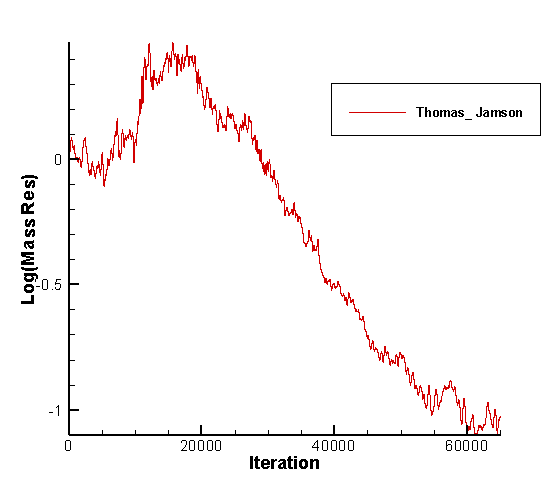 Thomas_ Jamson
0
-0.5
-1
Log(Mass Res)
0 20000 40000 60000
Iteration